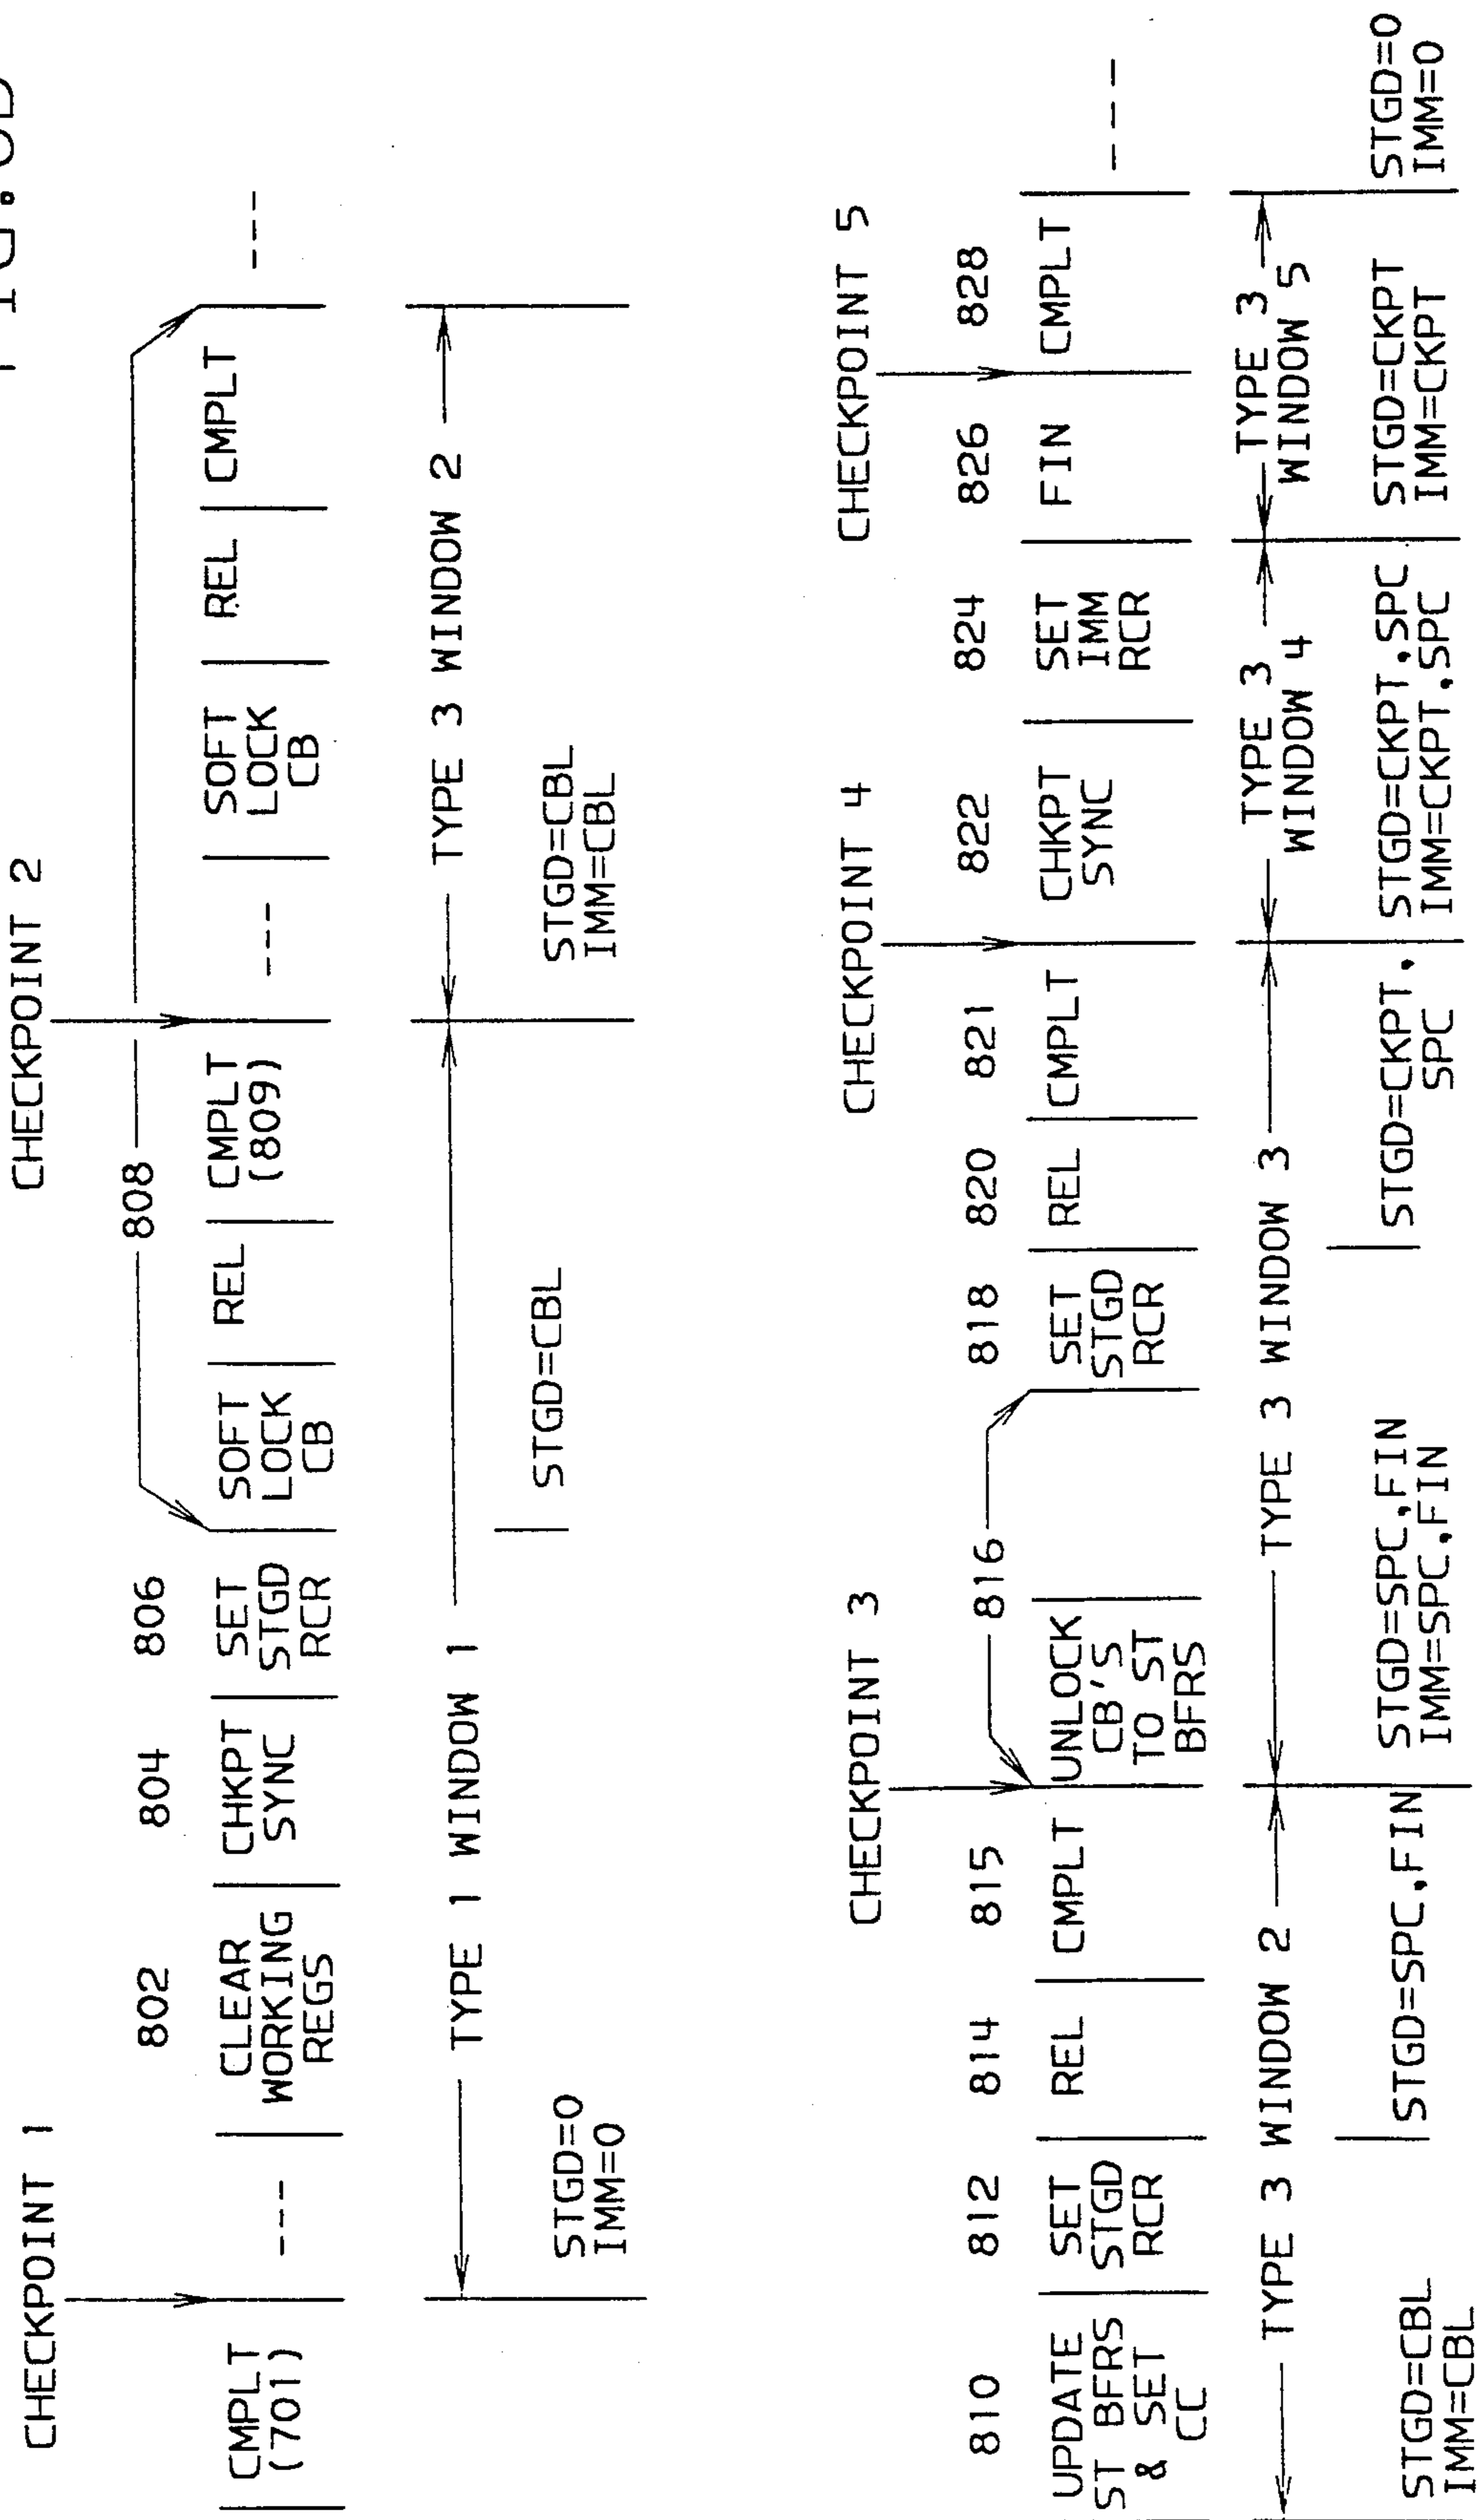 CHECKPOINT 1
CHECKPOINT 2
802
804
806
808
CMPLT
(701)
---
CLEAR
WORKING
REGS
CHKPT
SYNC
SET
STGD
RCR
SOFT
LOCK
CB
REL
CMPLT
(809)
---
SOFT
LOCK
CB
REL
CMPLT
---
TYPE 1 WINDOW 1
TYPE 3 WINDOW 2
STGD=0
IMM=0
STGD=CBL
STGD=CBL
IMM=CBL
CHECKPOINT 3
CHECKPOINT 4
CHECKPOINT 5
810
812
814
815
816
818
820
821
822
824
826
828
UPDATE
ST BFRS
& SET
CC
SET
STGD
RCR
REL
CMPLT
UNLOCK
CB'S
TO ST
BFRS
SET
STGD
RCR
REL
CMPLT
CHKPT
SYNC
SET
IMM
RCR
FIN
CMPLT
---
TYPE 3 WINDOW 2
TYPE 3 WINDOW 3
TYPE 3
WINDOW 4
TYPE 3
WINDOW 5
STGD=CBL
IMM=CBL
STGD=SPC,FIN
STGD=SPC,FIN
IMM=SPC,FIN
STGD=CKPT,
SPC
STGD=CKPT,SPC
IMM=CKPT,SPC
STGD=CKPT
IMM=CKPT
STGD=0
IMM=0